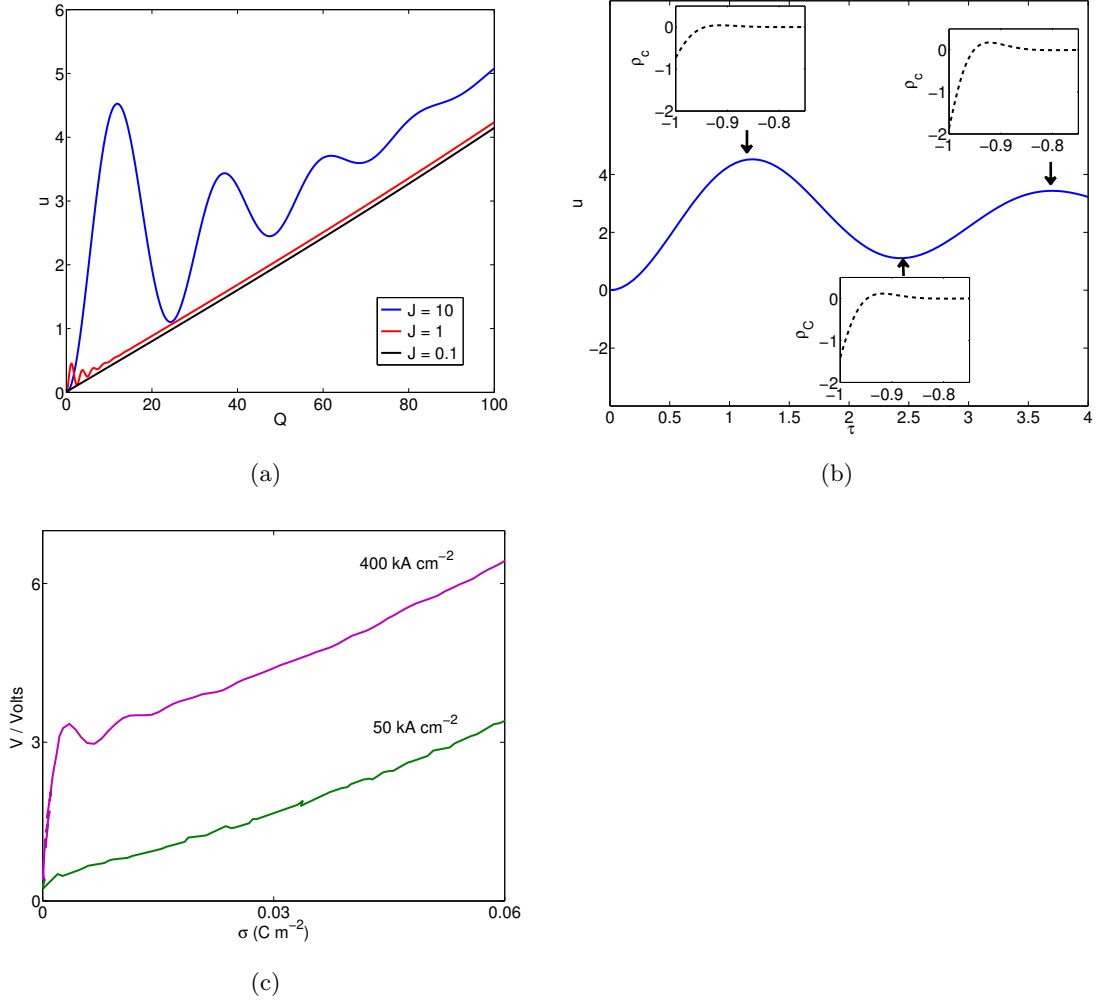 6
5
4
3
2
1
0
u
0 20 40 60 80 100
Q
J = 10
J = 1
J = 0.1
(a)
4
2
0
−2
u
0 0.5 1 1.5 2 2.5 3 3.5 4
τ
0
−1
−2
ρc
−1 −0.9 −0.8
0
−1
−2
ρc
−1 −0.9 −0.8
0
−1
−2
ρC
−1 −0.9 −0.8
(b)
6
3
0
V / Volts
400 kA cm−2
50 kA cm−2
0 0.03 0.06
σ (C m−2)
(c)